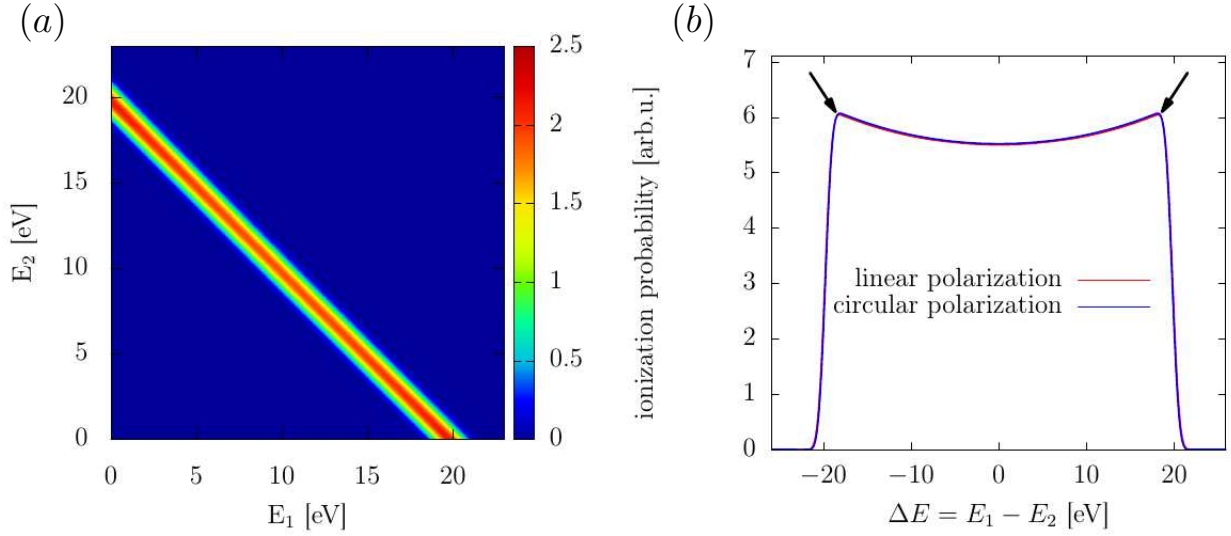 (a)
20
15
10
5
0
E₂ [eV]
0 5 10 15 20
E₁ [eV]
2.5
2
1.5
1
0.5
0
(b)
7
6
5
4
3
2
1
0
ionization probability [arb.u.]
linear polarization
circular polarization
−20 −10 0 10 20
ΔE = E₁ − E₂ [eV]